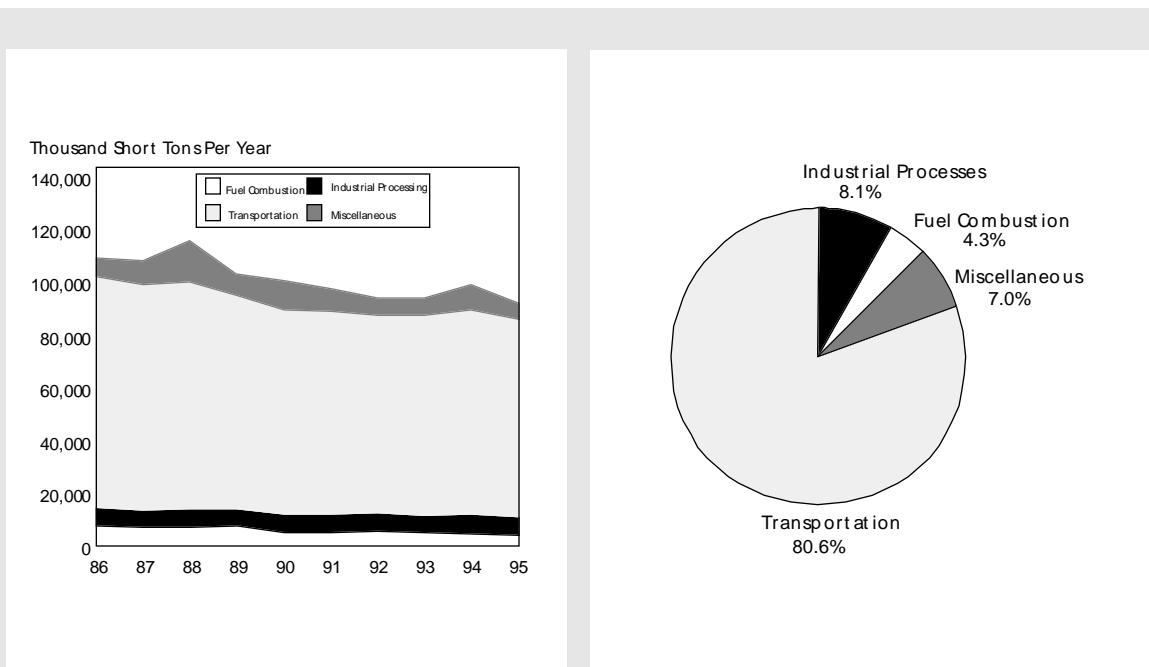 Thousand Short Tons Per Year
140,000
120,000
100,000
80,000
60,000
40,000
20,000
0
Fuel Combustion Industrial Processing
Transportation Miscellaneous
86 87 88 89 90 91 92 93 94 95
Industrial Processes
8.1%
Fuel Combustion
4.3%
Miscellaneous
7.0%
Transportation
80.6%